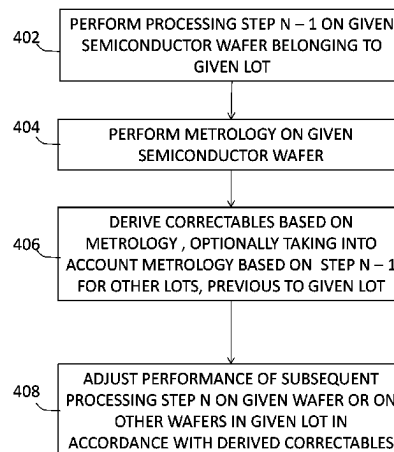 402
PERFORM PROCESSING STEP N – 1 ON GIVEN
SEMICONDUCTOR WAFER BELONGING TO
GIVEN LOT
404
PERFORM METROLOGY ON GIVEN
SEMICONDUCTOR WAFER
406
DERIVE CORRECTABLES BASED ON
METROLOGY , OPTIONALLY TAKING INTO
ACCOUNT METROLOGY BASED ON STEP N – 1
FOR OTHER LOTS, PREVIOUS TO GIVEN LOT
408
ADJUST PERFORMANCE OF SUBSEQUENT
PROCESSING STEP N ON GIVEN WAFER OR ON
OTHER WAFERS IN GIVEN LOT IN
ACCORDANCE WITH DERIVED CORRECTABLES